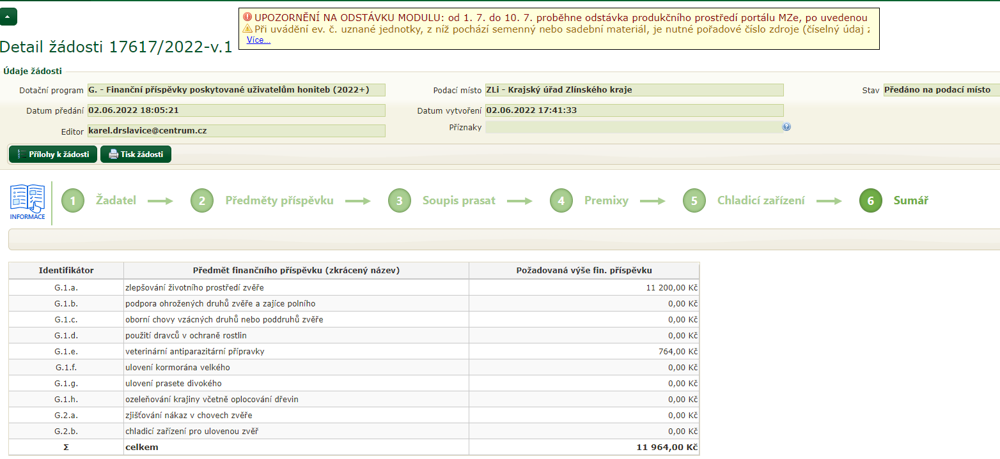 UPOZORNĚNÍ NA ODSTÁVKU MODULU: od 1. 7. do 10. 7. proběhne odstávka produkčního prostředí portálu MZe, po uvedenou
Při uvádění ev. č. uznané jednotky, z níž pochází semenný nebo sadební materiál, je nutné pořadové číslo zdroje (číselný údaj z
Více...
Detail žádosti 17617/2022-v.1
Údaje žádosti
Dotační program G. - Finanční příspěvky poskytované uživatelům honiteb (2022+) Podací místo ZLi - Krajský úřad Zlínského kraje Stav Předáno na podací místo
Datum předání 02.06.2022 18:05:21 Datum vytvoření 02.06.2022 17:41:33
Editor karel.drslavice@centrum.cz Příznaky
Přílohy k žádosti Tisk žádosti
INFORMACE 1 Žadatel 2 Předměty příspěvku 3 Soupis prasat 4 Premixy 5 Chladicí zařízení 6 Sumář
Identifikátor Předmět finančního příspěvku (zkrácený název) Požadovaná výše fin. příspěvku
G.1.a. zlepšování životního prostředí zvěře 11 200,00 Kč
G.1.b. podpora ohrožených druhů zvěře a zajíce polního 0,00 Kč
G.1.c. oborní chovy vzácných druhů nebo poddruhů zvěře 0,00 Kč
G.1.d. použití dravců v ochraně rostlin 0,00 Kč
G.1.e. veterinární antiparazitární přípravky 764,00 Kč
G.1.f. ulovení kormorána velkého 0,00 Kč
G.1.g. ulovení prasete divokého 0,00 Kč
G.1.h. ozeleňování krajiny včetně oplocování dřevin 0,00 Kč
G.2.a. zjišťování nákaz v chovech zvěře 0,00 Kč
G.2.b. chladicí zařízení pro ulovenou zvěř 0,00 Kč
Σ celkem 11 964,00 Kč